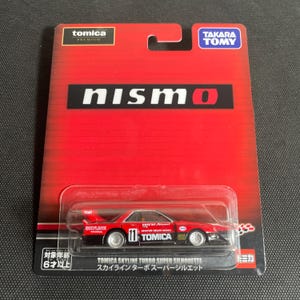 tomica
PREMIUM
TAKARA
TOMY
nismo
11
TOMICA
TOMICA SKYLINE TURBO SUPER SILHOUETTE
スカイライン ターボ スーパーシルエット
対象年齢
6才以上
トミカ